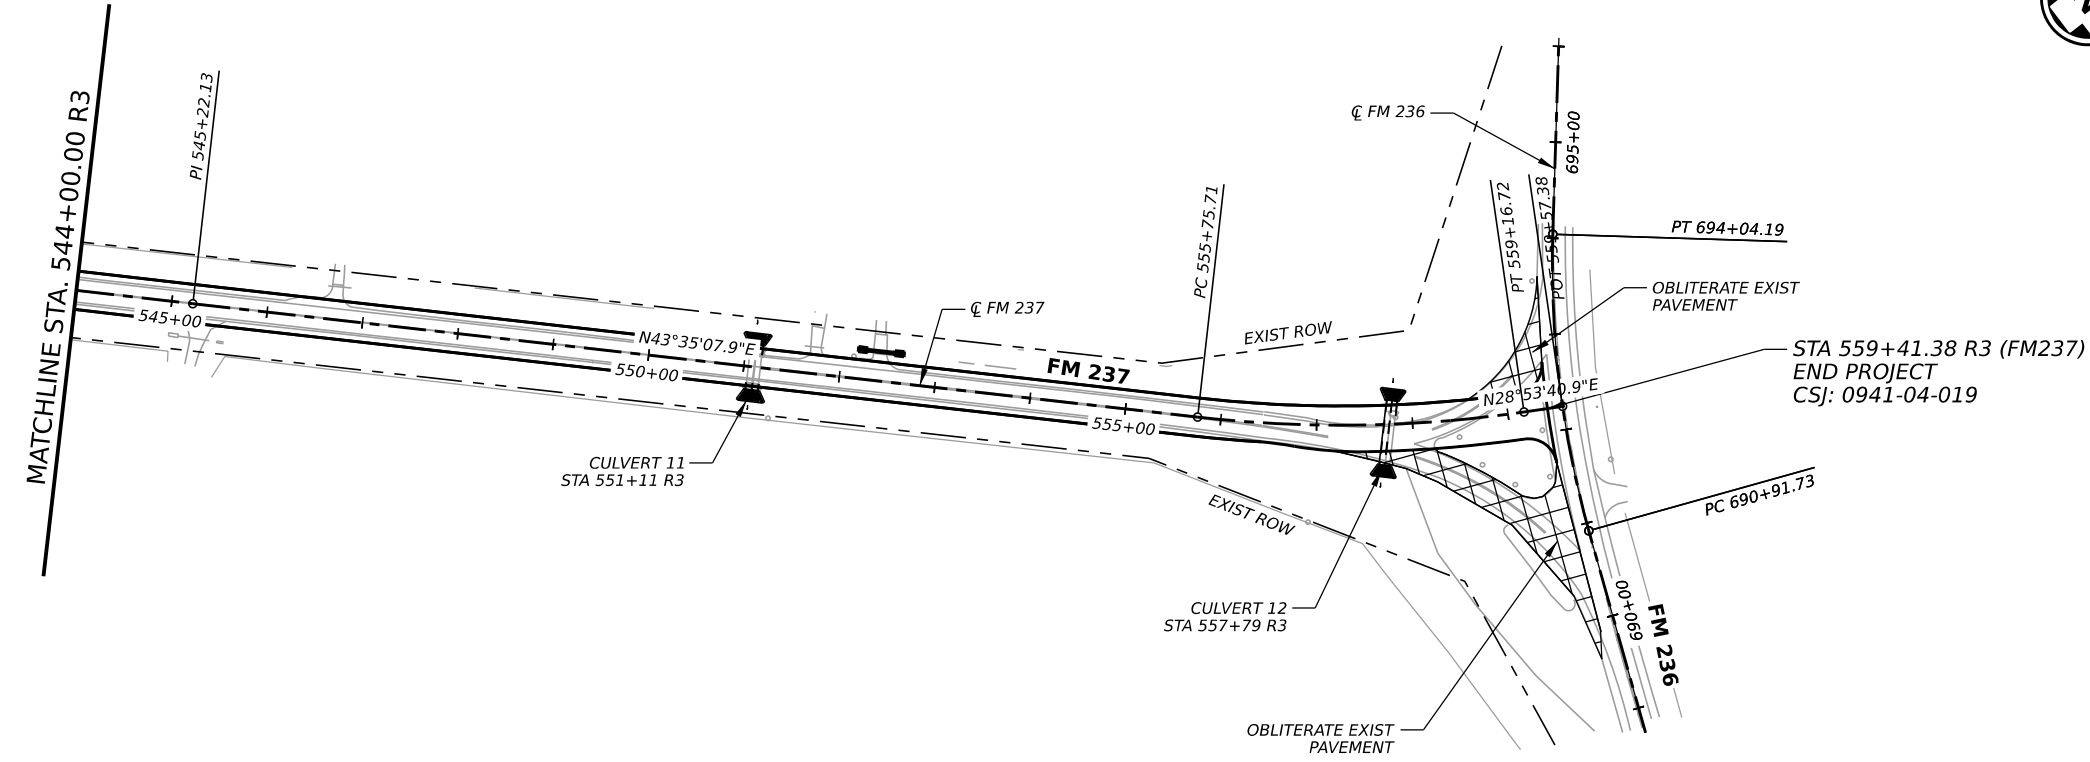 MATCHLINE STA. 544+00.00 R3
PI 545+22.13
545+00
N43°35'07.9"E
550+00
CULVERT 11
STA 551+11 R3
℄ FM 237
FM 237
555+00
PC 555+75.71
EXIST ROW
EXIST ROW
CULVERT 12
STA 557+79 R3
℄ FM 236
695+00
PT 559+16.72
POT 559+57.38
PT 694+04.19
OBLITERATE EXIST
PAVEMENT
N28°53'40.9"E
STA 559+41.38 R3 (FM237)
END PROJECT
CSJ: 0941-04-019
PC 690+91.73
690+00
FM 236
OBLITERATE EXIST
PAVEMENT